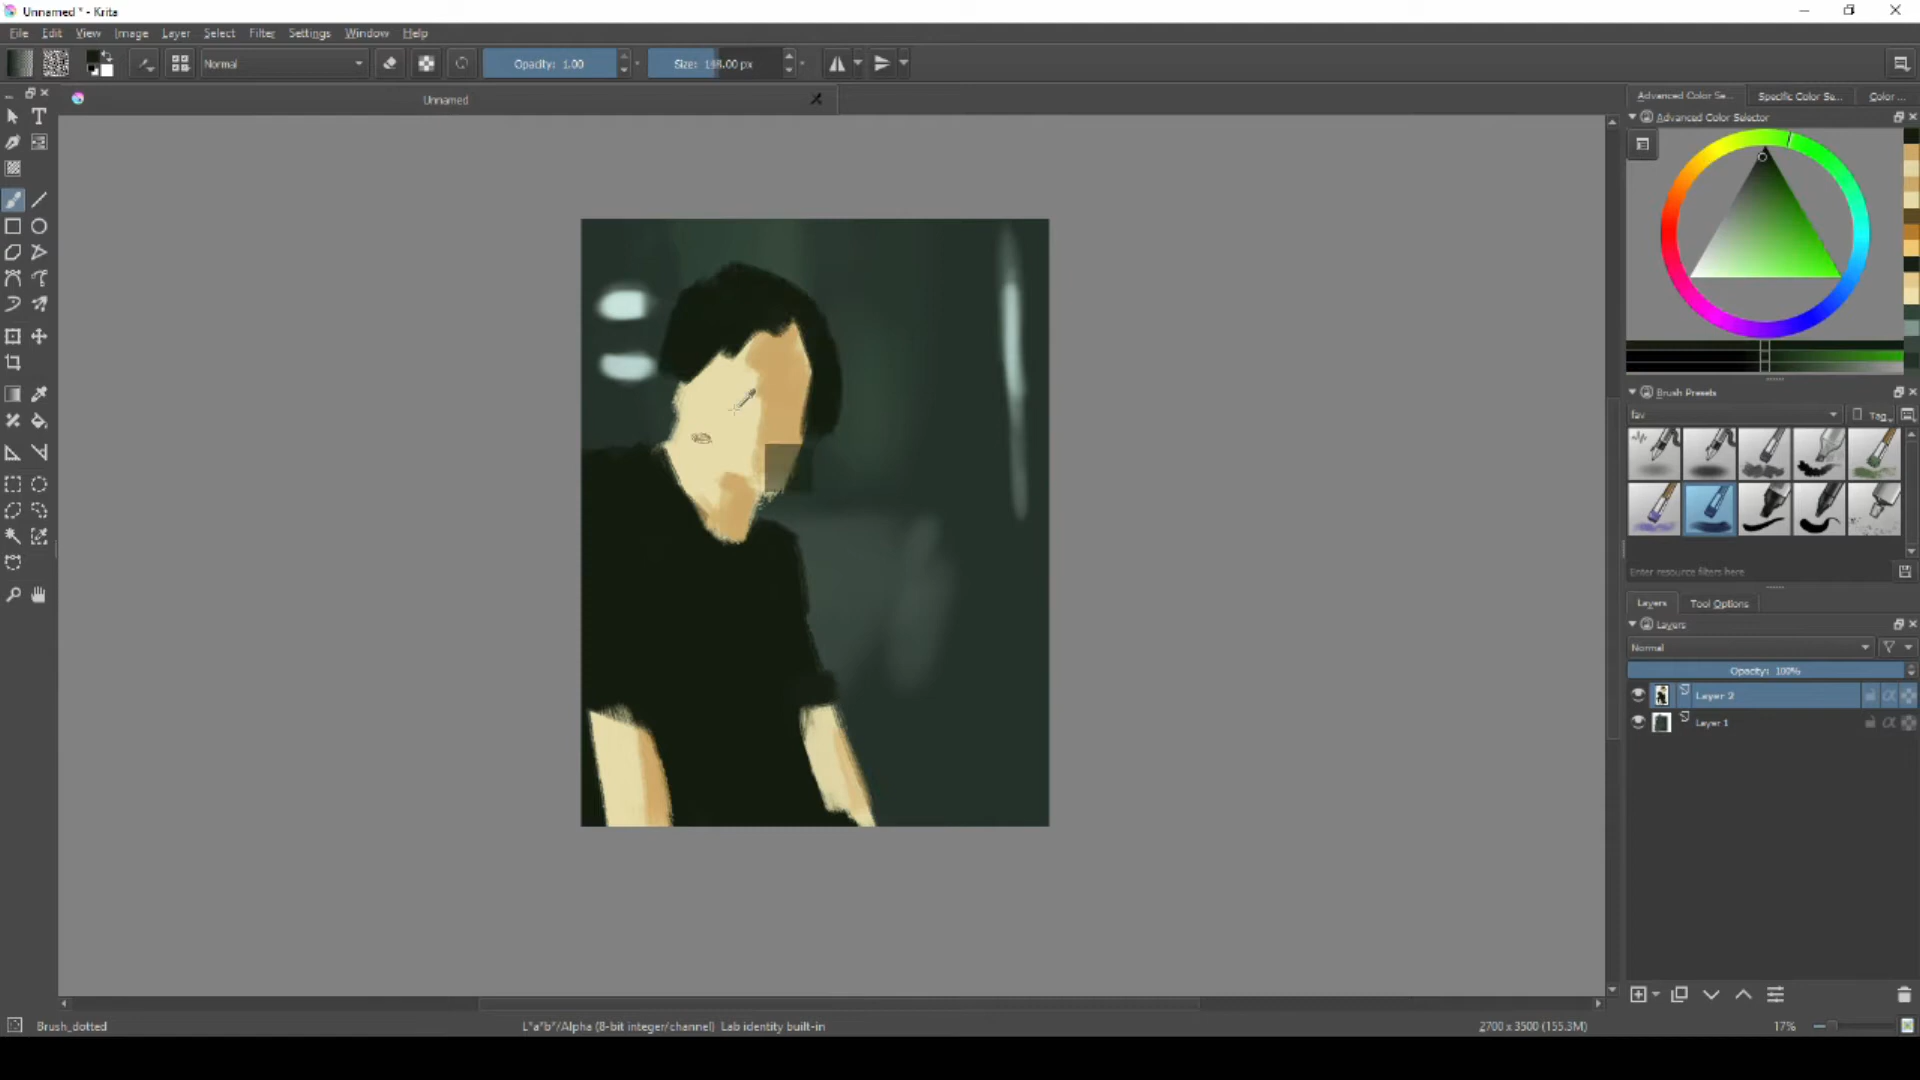 Unnamed * - Krita
File Edit View Image Layer Select Filter Settings Window Help
Normal Opacity: 1.00 Size: 00 px
Unnamed
Advanced Color Se... Specific Color Se... Color ...
Advanced Color Selector
Brush Presets
fav Tag
Enter resource filters here
Layers Tool Options
Layers
Normal
Opacity: 100%
Layer 2
Layer 1
Brush_dotted L*a*b*/Alpha (8-bit integer/channel) Lab identity built-in 2700 x 3500 (155.3M) 17%